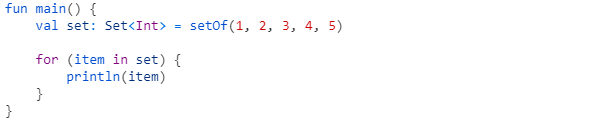 fun main() {
    val set: Set<Int> = setOf(1, 2, 3, 4, 5)

    for (item in set) {
        println(item)
    }
}